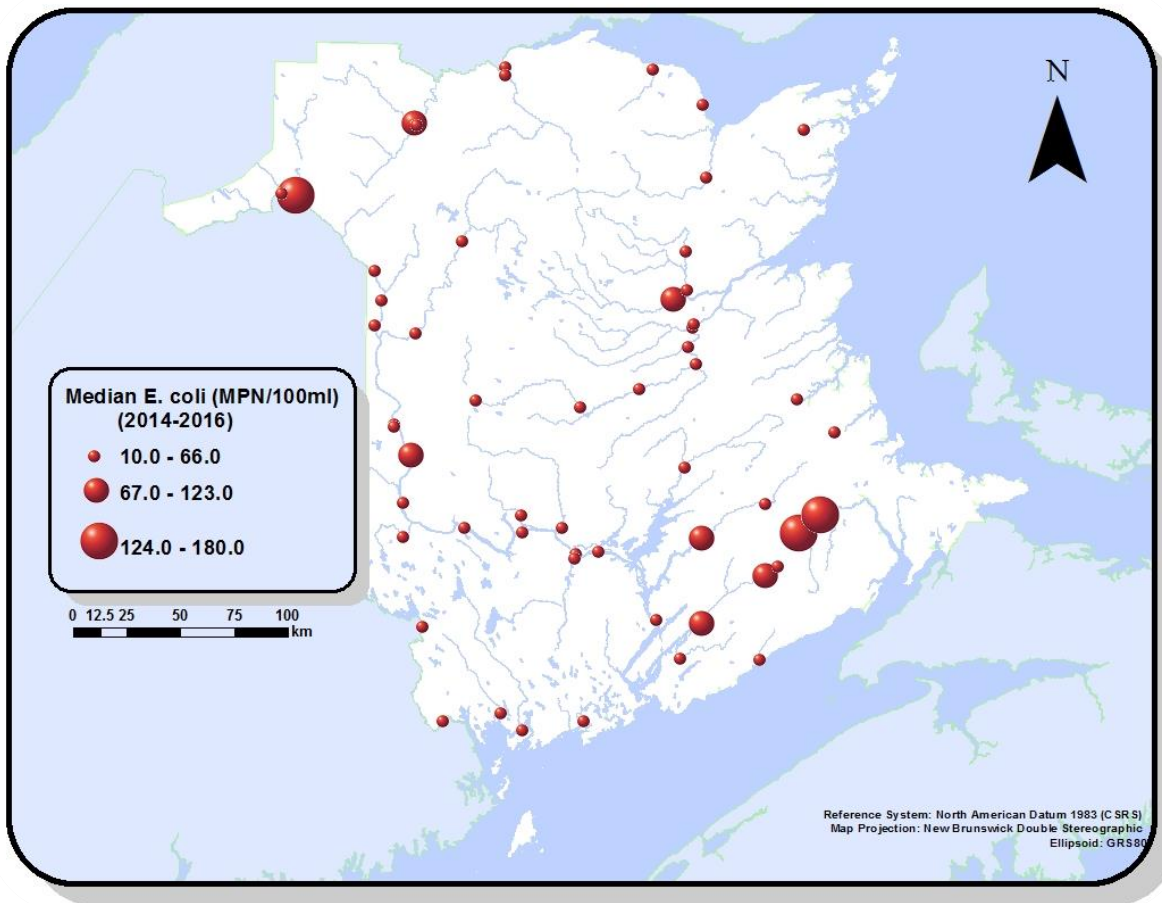 N
Median E. coli (MPN/100ml)
(2014-2016)
10.0 - 66.0
67.0 - 123.0
124.0 - 180.0
0 12.5 25 50 75 100
km
Reference System: North American Datum 1983 (CSRS)
Map Projection: New Brunswick Double Stereographic
Ellipsoid: GRS80